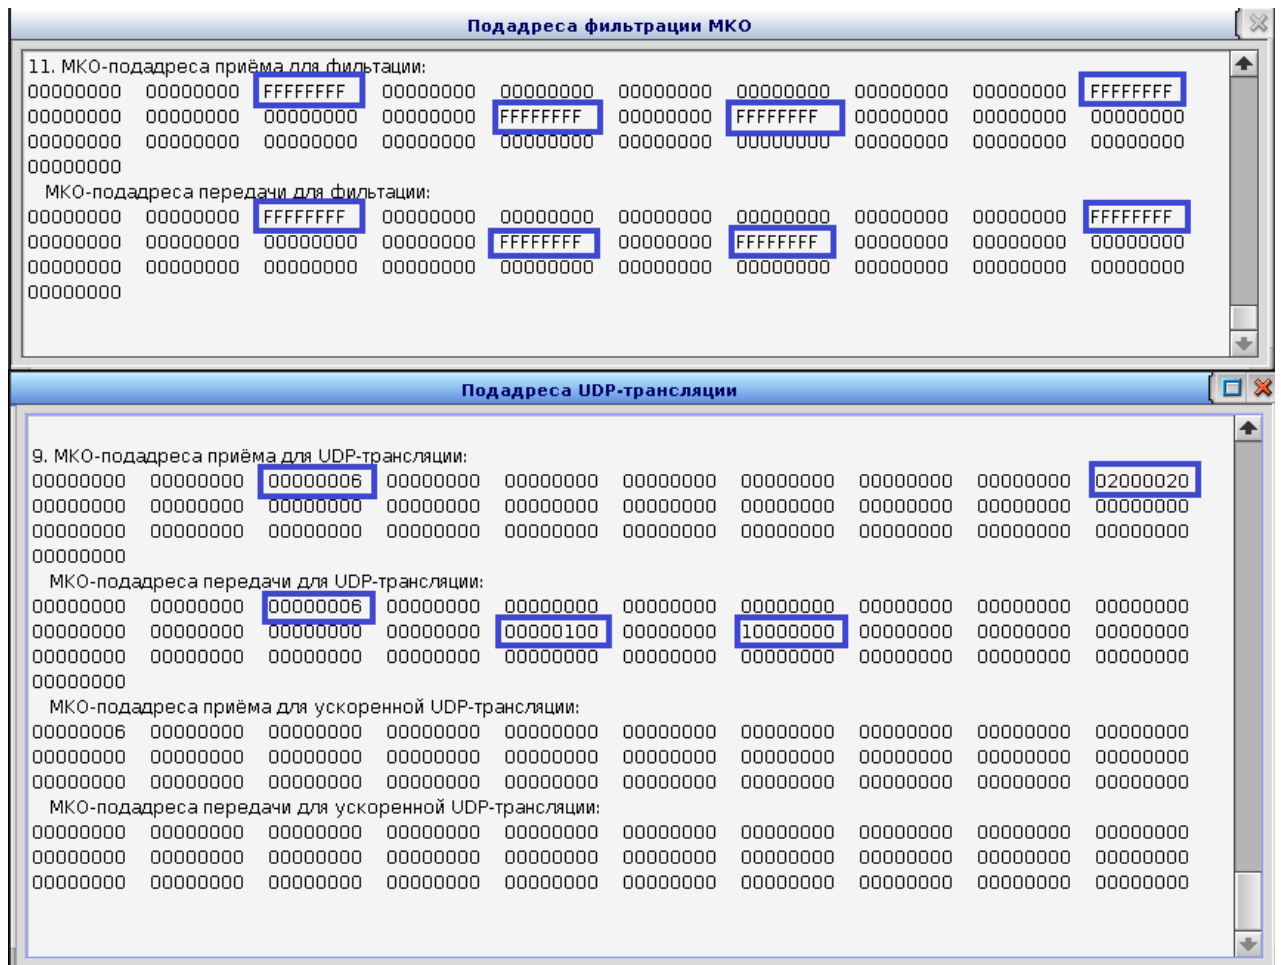 Подадреса фильтрации МКО
11. МКО-подадреса приёма для фильтации:
00000000 00000000 FFFFFFFF 00000000 00000000 00000000 00000000 00000000 00000000 FFFFFFFF
00000000 00000000 00000000 00000000 FFFFFFFF 00000000 FFFFFFFF 00000000 00000000 00000000
00000000 00000000 00000000 00000000 00000000 00000000 00000000 00000000 00000000 00000000
00000000
МКО-подадреса передачи для фильтации:
00000000 00000000 FFFFFFFF 00000000 00000000 00000000 00000000 00000000 00000000 FFFFFFFF
00000000 00000000 00000000 00000000 FFFFFFFF 00000000 FFFFFFFF 00000000 00000000 00000000
00000000 00000000 00000000 00000000 00000000 00000000 00000000 00000000 00000000 00000000
00000000
Подадреса UDP-трансляции
9. МКО-подадреса приёма для UDP-трансляции:
00000000 00000000 00000006 00000000 00000000 00000000 00000000 00000000 00000000 02000020
00000000 00000000 00000000 00000000 00000000 00000000 00000000 00000000 00000000 00000000
00000000 00000000 00000000 00000000 00000000 00000000 00000000 00000000 00000000 00000000
00000000
МКО-подадреса передачи для UDP-трансляции:
00000000 00000000 00000006 00000000 00000000 00000000 00000000 00000000 00000000 00000000
00000000 00000000 00000000 00000000 00000100 00000000 10000000 00000000 00000000 00000000
00000000 00000000 00000000 00000000 00000000 00000000 00000000 00000000 00000000 00000000
00000000
МКО-подадреса приёма для ускоренной UDP-трансляции:
00000006 00000000 00000000 00000000 00000000 00000000 00000000 00000000 00000000 00000000
00000000 00000000 00000000 00000000 00000000 00000000 00000000 00000000 00000000 00000000
00000000 00000000 00000000 00000000 00000000 00000000 00000000 00000000 00000000 00000000
МКО-подадреса передачи для ускоренной UDP-трансляции:
00000000 00000000 00000000 00000000 00000000 00000000 00000000 00000000 00000000 00000000
00000000 00000000 00000000 00000000 00000000 00000000 00000000 00000000 00000000 00000000
00000000 00000000 00000000 00000000 00000000 00000000 00000000 00000000 00000000 00000000